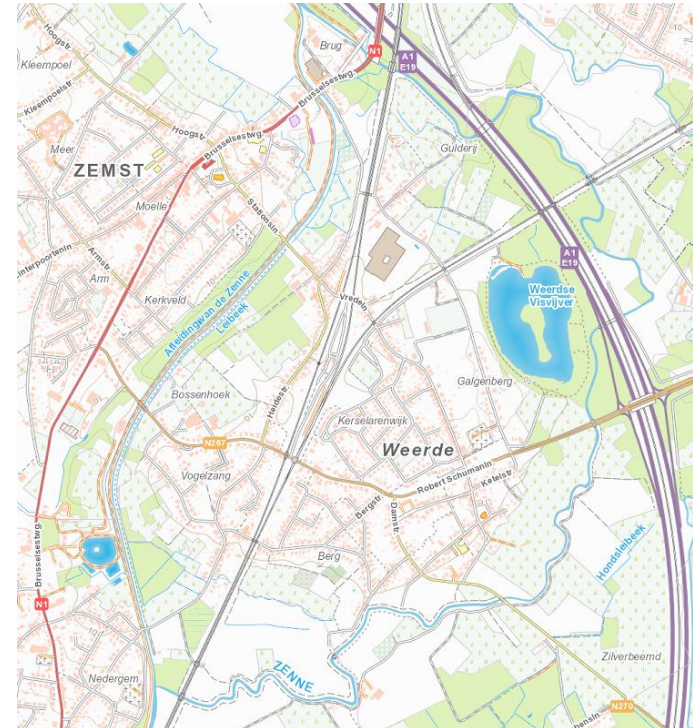 Hoogstr
Kleempoel
Brug
N1
A1
E19
Brusselsestwg
Kleempoelstr
Hoogstr
Gulderij
Meer
Brusselsestwg
ZEMST
Moelle
Stationsln
Armstr
A1
E19
Arm
Weerdse
Visvijver
Kerkveld
Vredeln
Afleiding van de Zenne
Leibeek
Galgenberg
Bossenhoek
Heldestr
Kerselarenwijk
N267
Weerde
Vogelzang
Robert Schumanln
Ketelstr
Bergstr
Damstr
Brusselsestwg
Berg
Hondsleibeek
N1
Zilverbeemd
ZENNE
Nedergem
N270